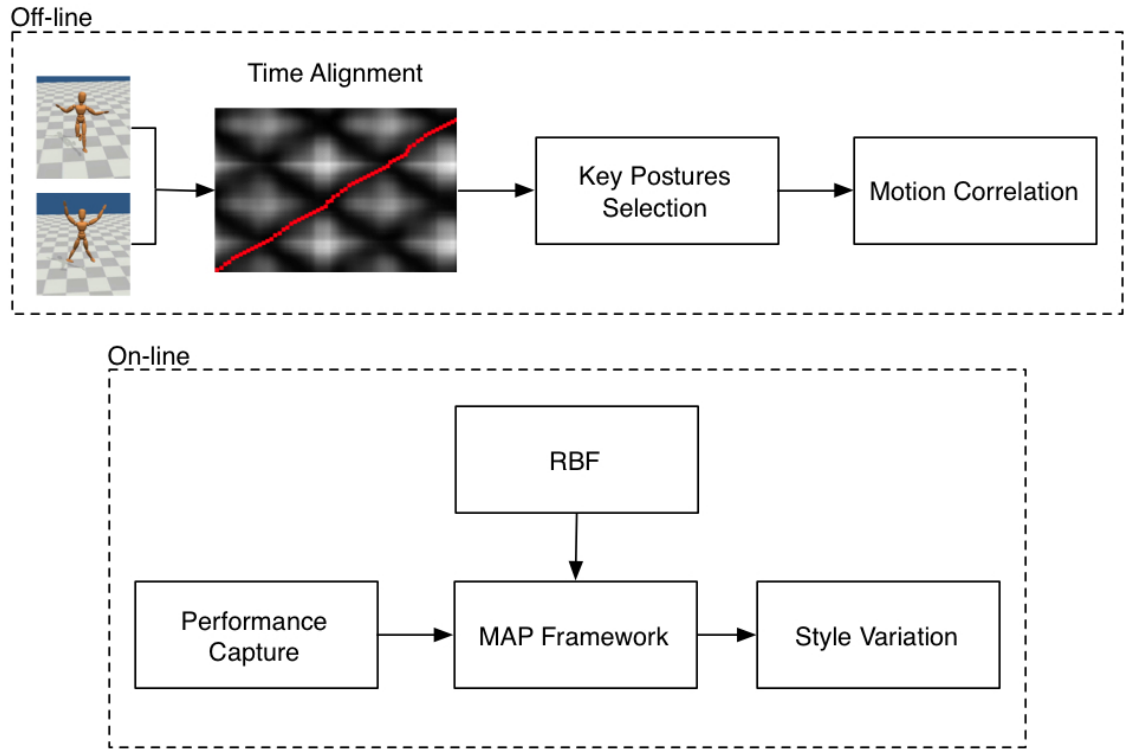 Off-line
Time Alignment
Key Postures
Selection
Motion Correlation
On-line
RBF
Performance
Capture
MAP Framework
Style Variation